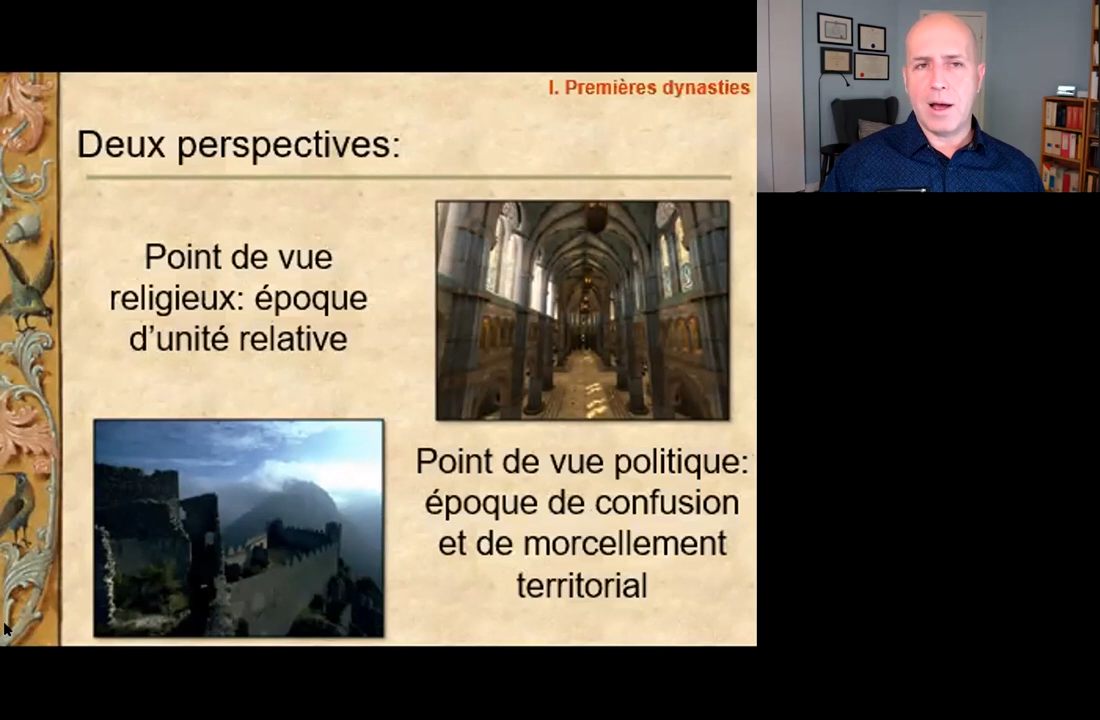 I. Premières dynasties
Deux perspectives:
Point de vue
religieux: époque
d’unité relative
Point de vue politique:
époque de confusion
et de morcellement
territorial